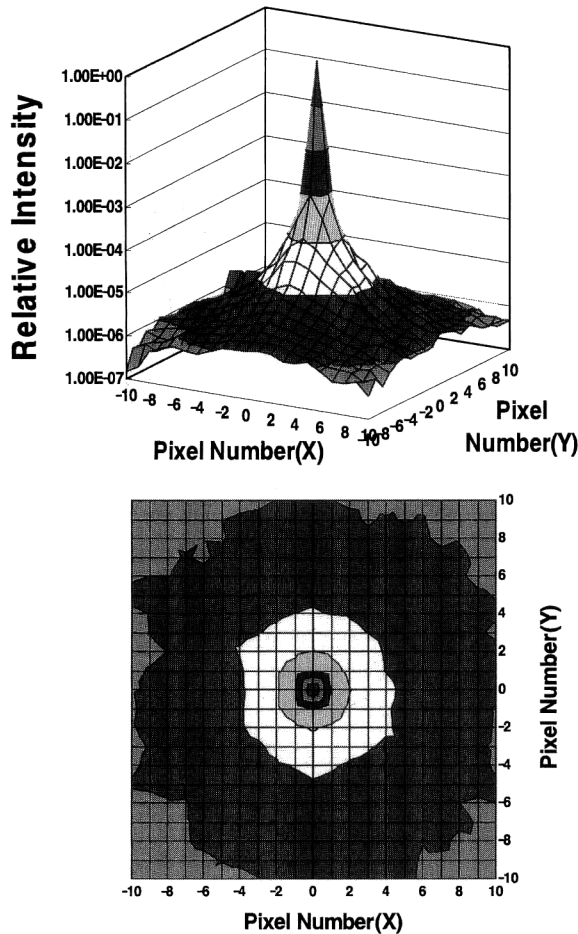 1.00E+00
1.00E-01
1.00E-02
1.00E-03
1.00E-04
1.00E-05
1.00E-06
1.00E-07
Relative Intensity
-10 -8 -6 -4 -2 0 2 4 6 8 10
Pixel Number(X)
-10-8-6-4-2 0 2 4 6 8 10
Pixel
Number(Y)
10
8
6
4
2
0
-2
-4
-6
-8
-10
Pixel Number(Y)
-10 -8 -6 -4 -2 0 2 4 6 8 10
Pixel Number(X)